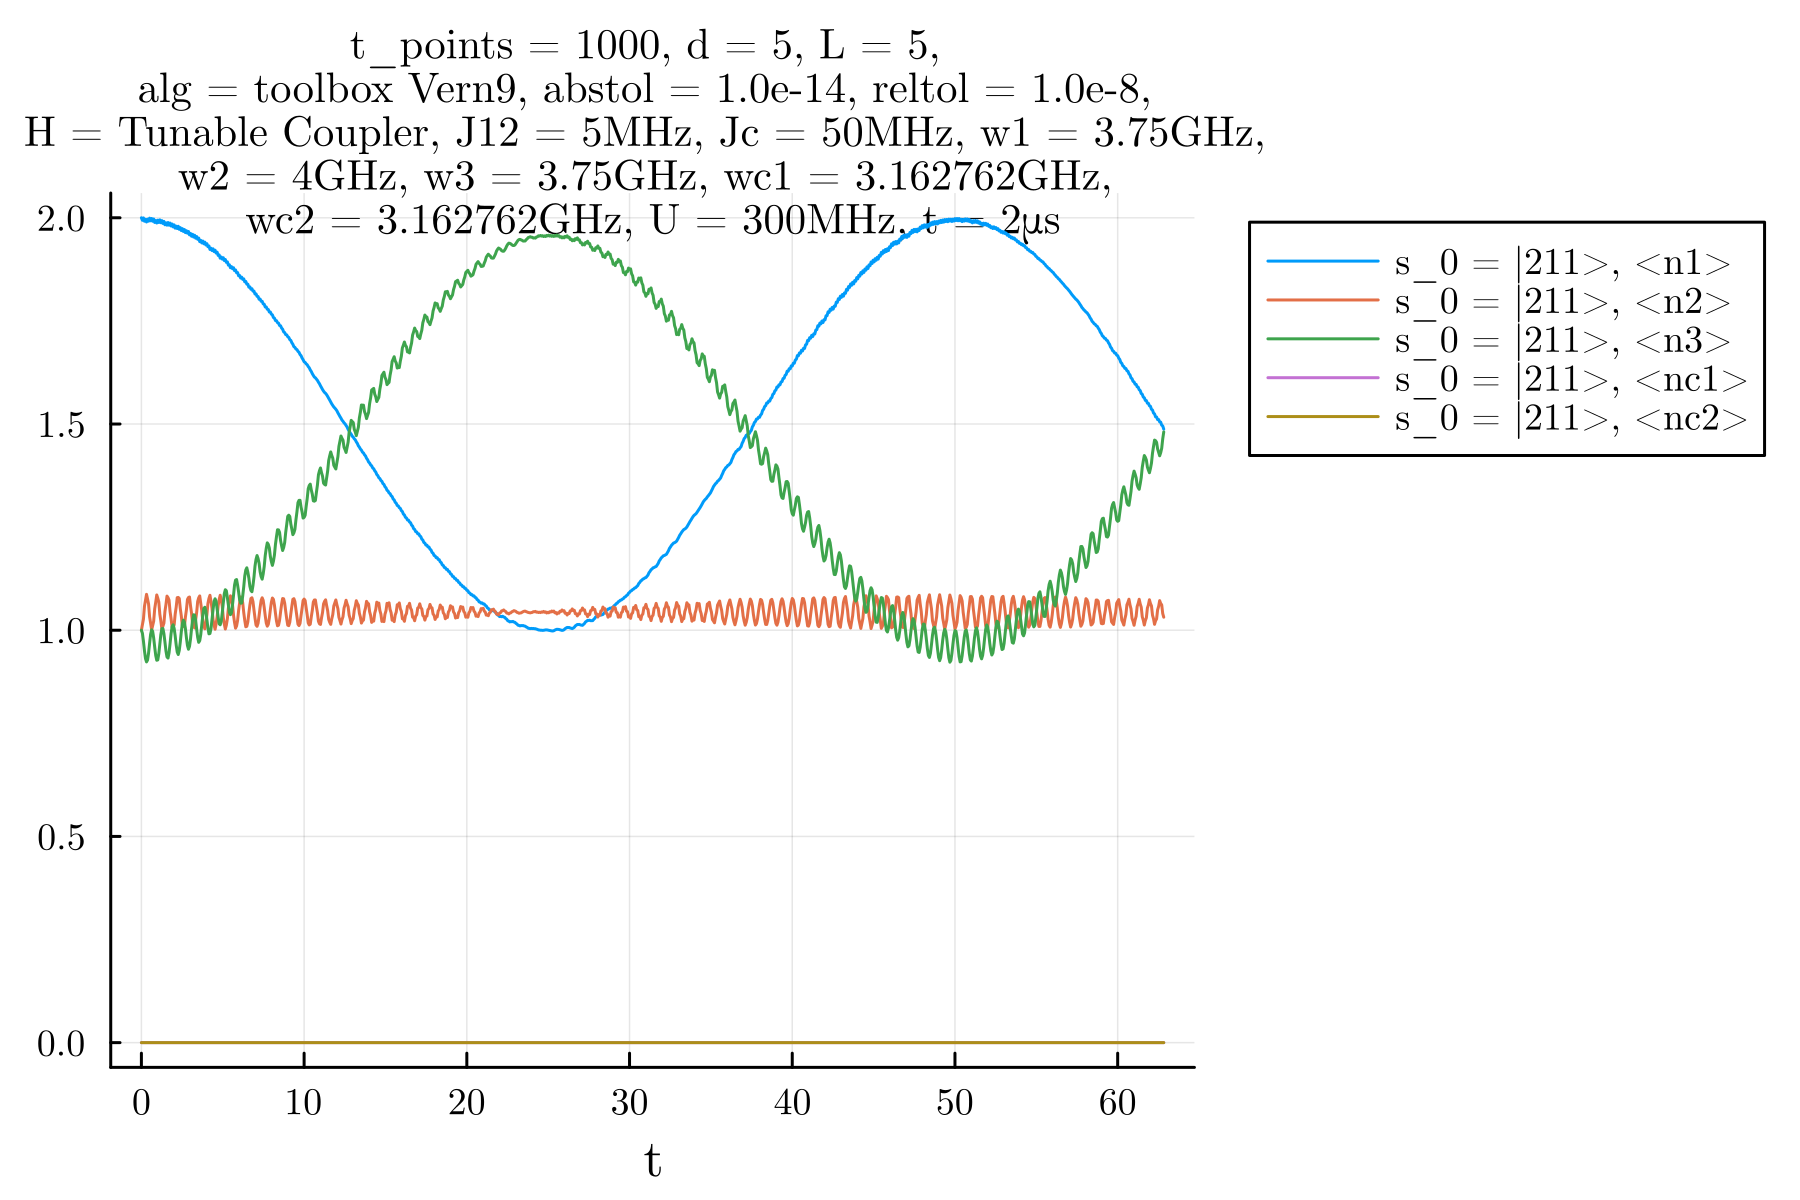 t_points = 1000, d = 5, L = 5,
alg = toolbox Vern9, abstol = 1.0e-14, reltol = 1.0e-8,
H = Tunable Coupler, J12 = 5MHz, Jc = 50MHz, w1 = 3.75GHz,
w2 = 4GHz, w3 = 3.75GHz, wc1 = 3.162762GHz,
wc2 = 3.162762GHz, U = 300MHz, t = 2μs
2.0
1.5
1.0
0.5
0.0
0 10 20 30 40 50 60
t
s_0 = |211>, <n1>
s_0 = |211>, <n2>
s_0 = |211>, <n3>
s_0 = |211>, <nc1>
s_0 = |211>, <nc2>